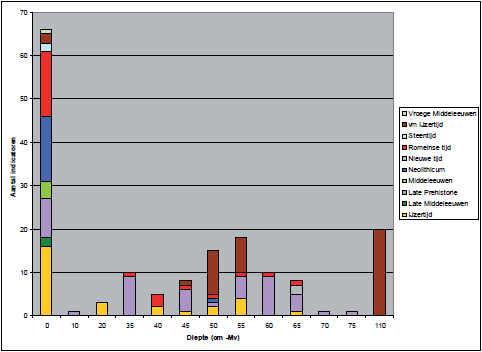 70
60
50
40
30
20
10
0
Aantal indicatoren
0 10 20 35 40 45 50 55 60 65 70 75 110
Diepte (cm -Mv)
Vroege Middeleeuwen
vm IJzertijd
Steentijd
Romeinse tijd
Nieuwe tijd
Neolithicum
Middeleeuwen
Late Prehistorie
Late Middeleeuwen
IJzertijd